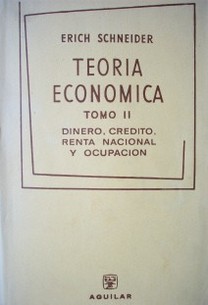 ERICH SCHNEIDER
TEORIA
ECONOMICA
TOMO II
DINERO, CREDITO,
RENTA NACIONAL
Y OCUPACION
AGUILAR